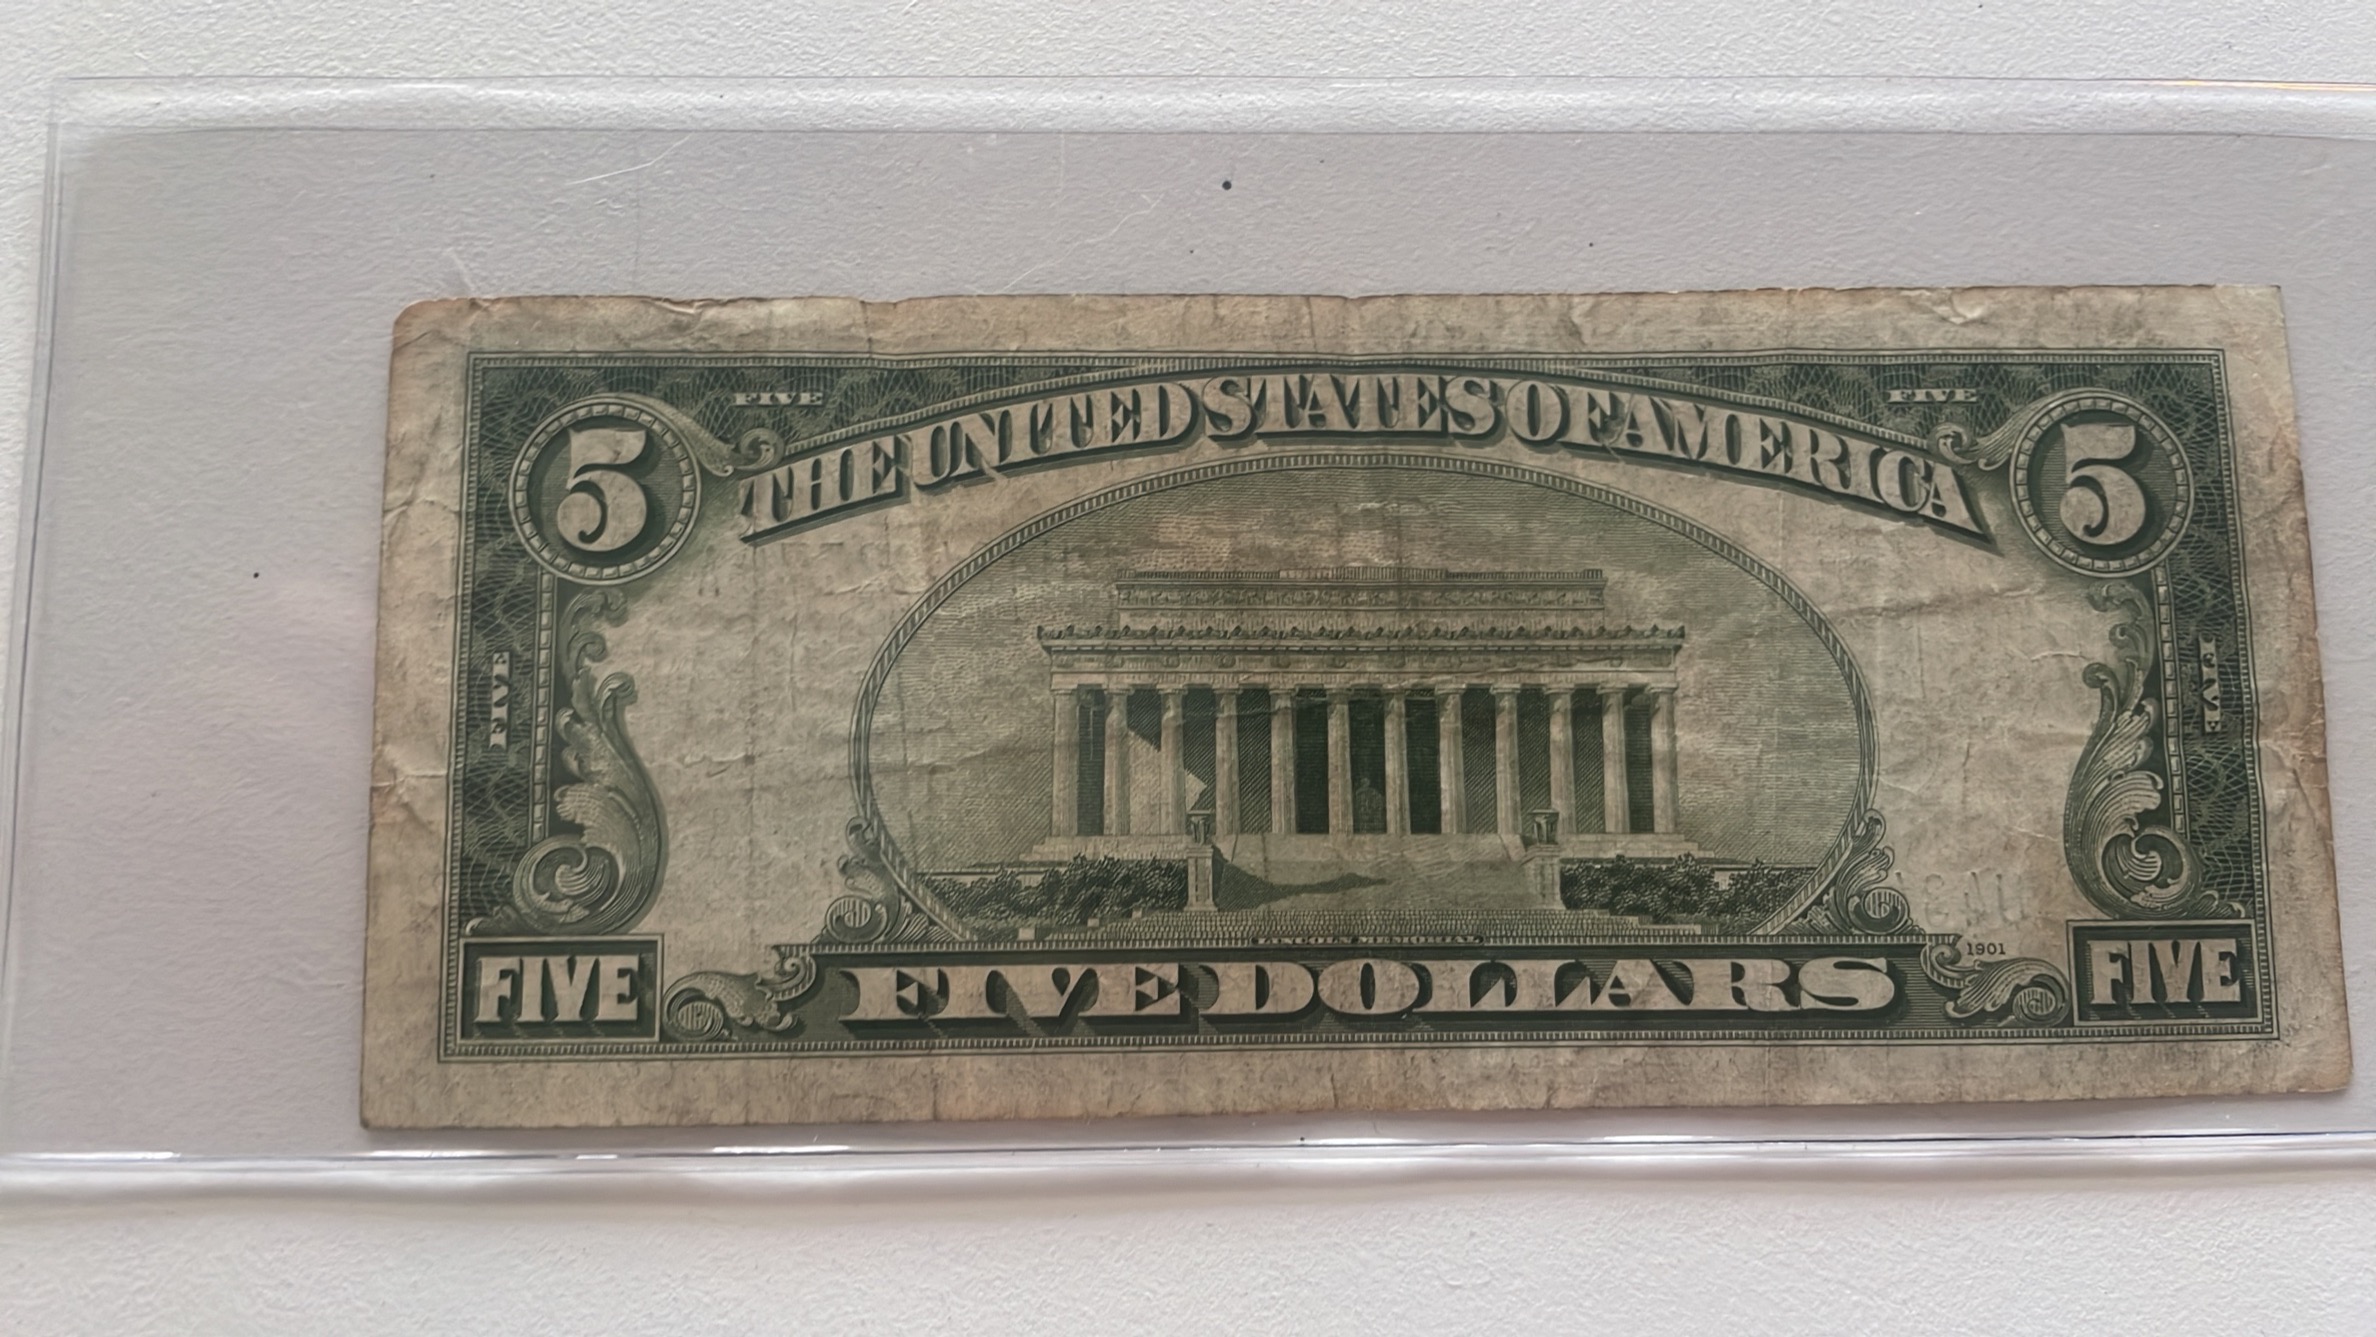 FIVE FIVE
5 THE UNITED STATES OF AMERICA 5
FIVE FIVE
LINCOLN MEMORIAL
1901
FIVE FIVE DOLLARS FIVE